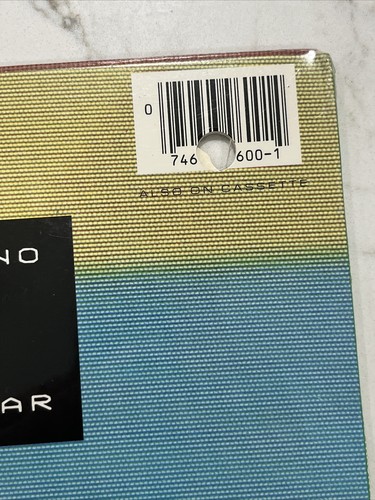 0
746 600-1
ALSO ON CASSETTE
NO
AR